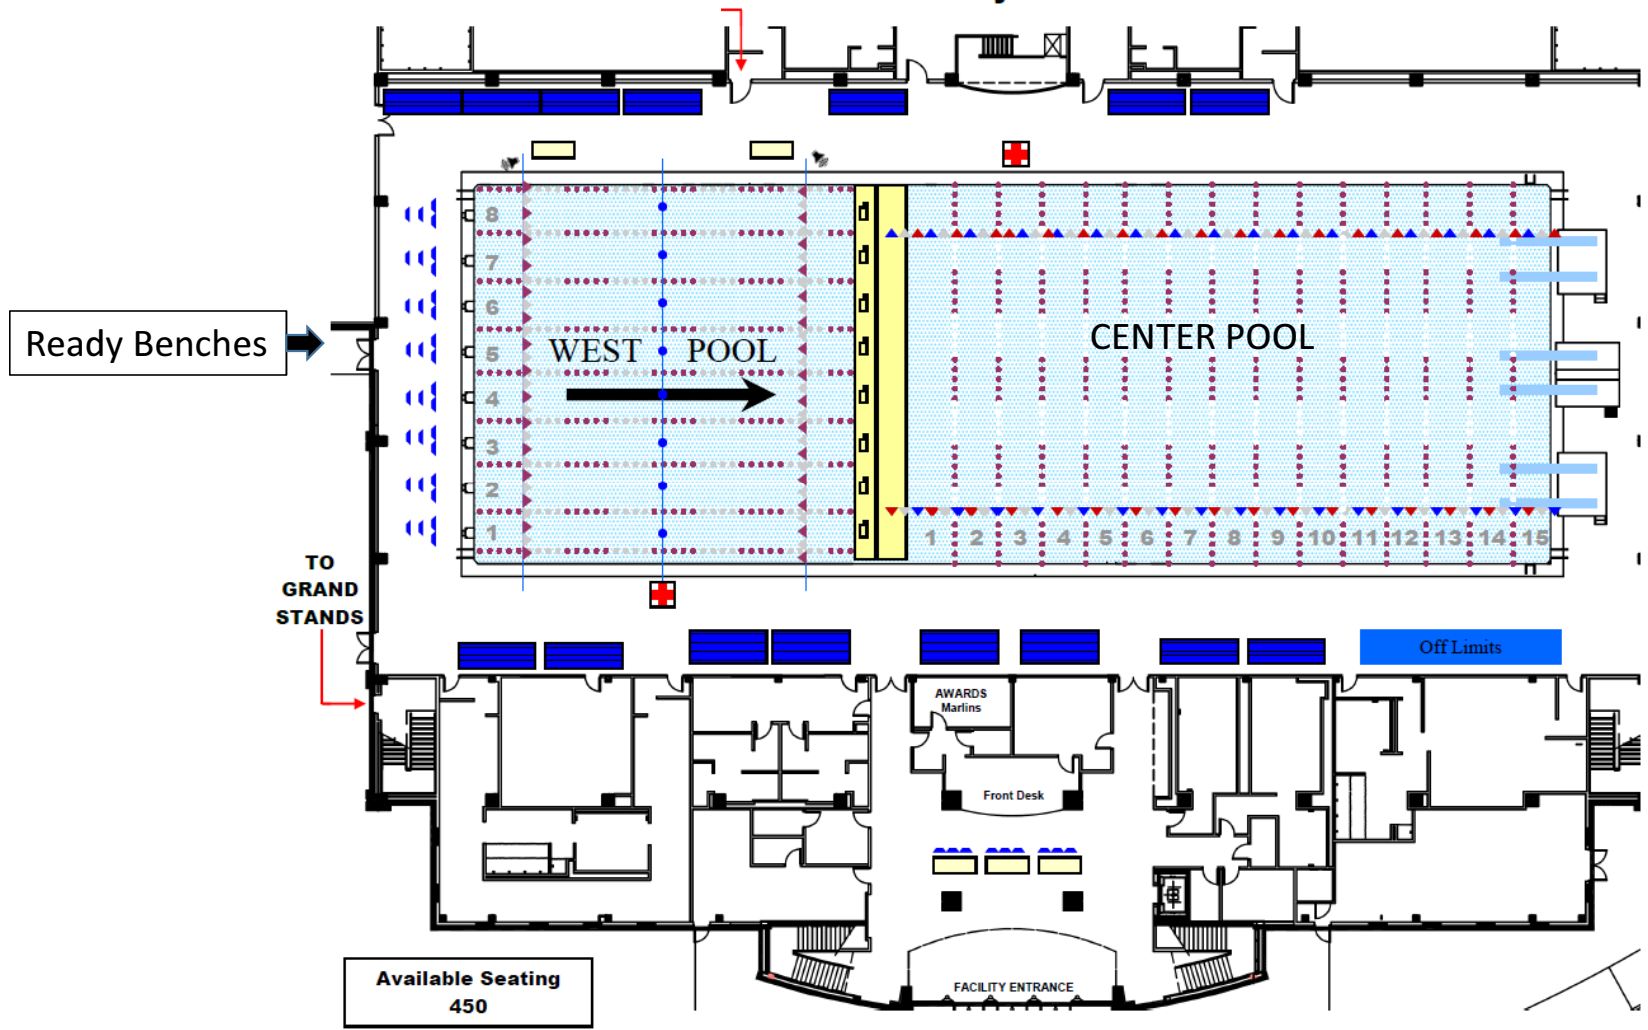 8
7
6
Ready Benches
CENTER POOL
5
WEST POOL
4
3
2
1
1 2 3 4 5 6 7 8 9 10 11 12 13 14 15
TO
GRAND
STANDS
Off Limits
AWARDS
Marlins
Front Desk
Available Seating
450
FACILITY ENTRANCE